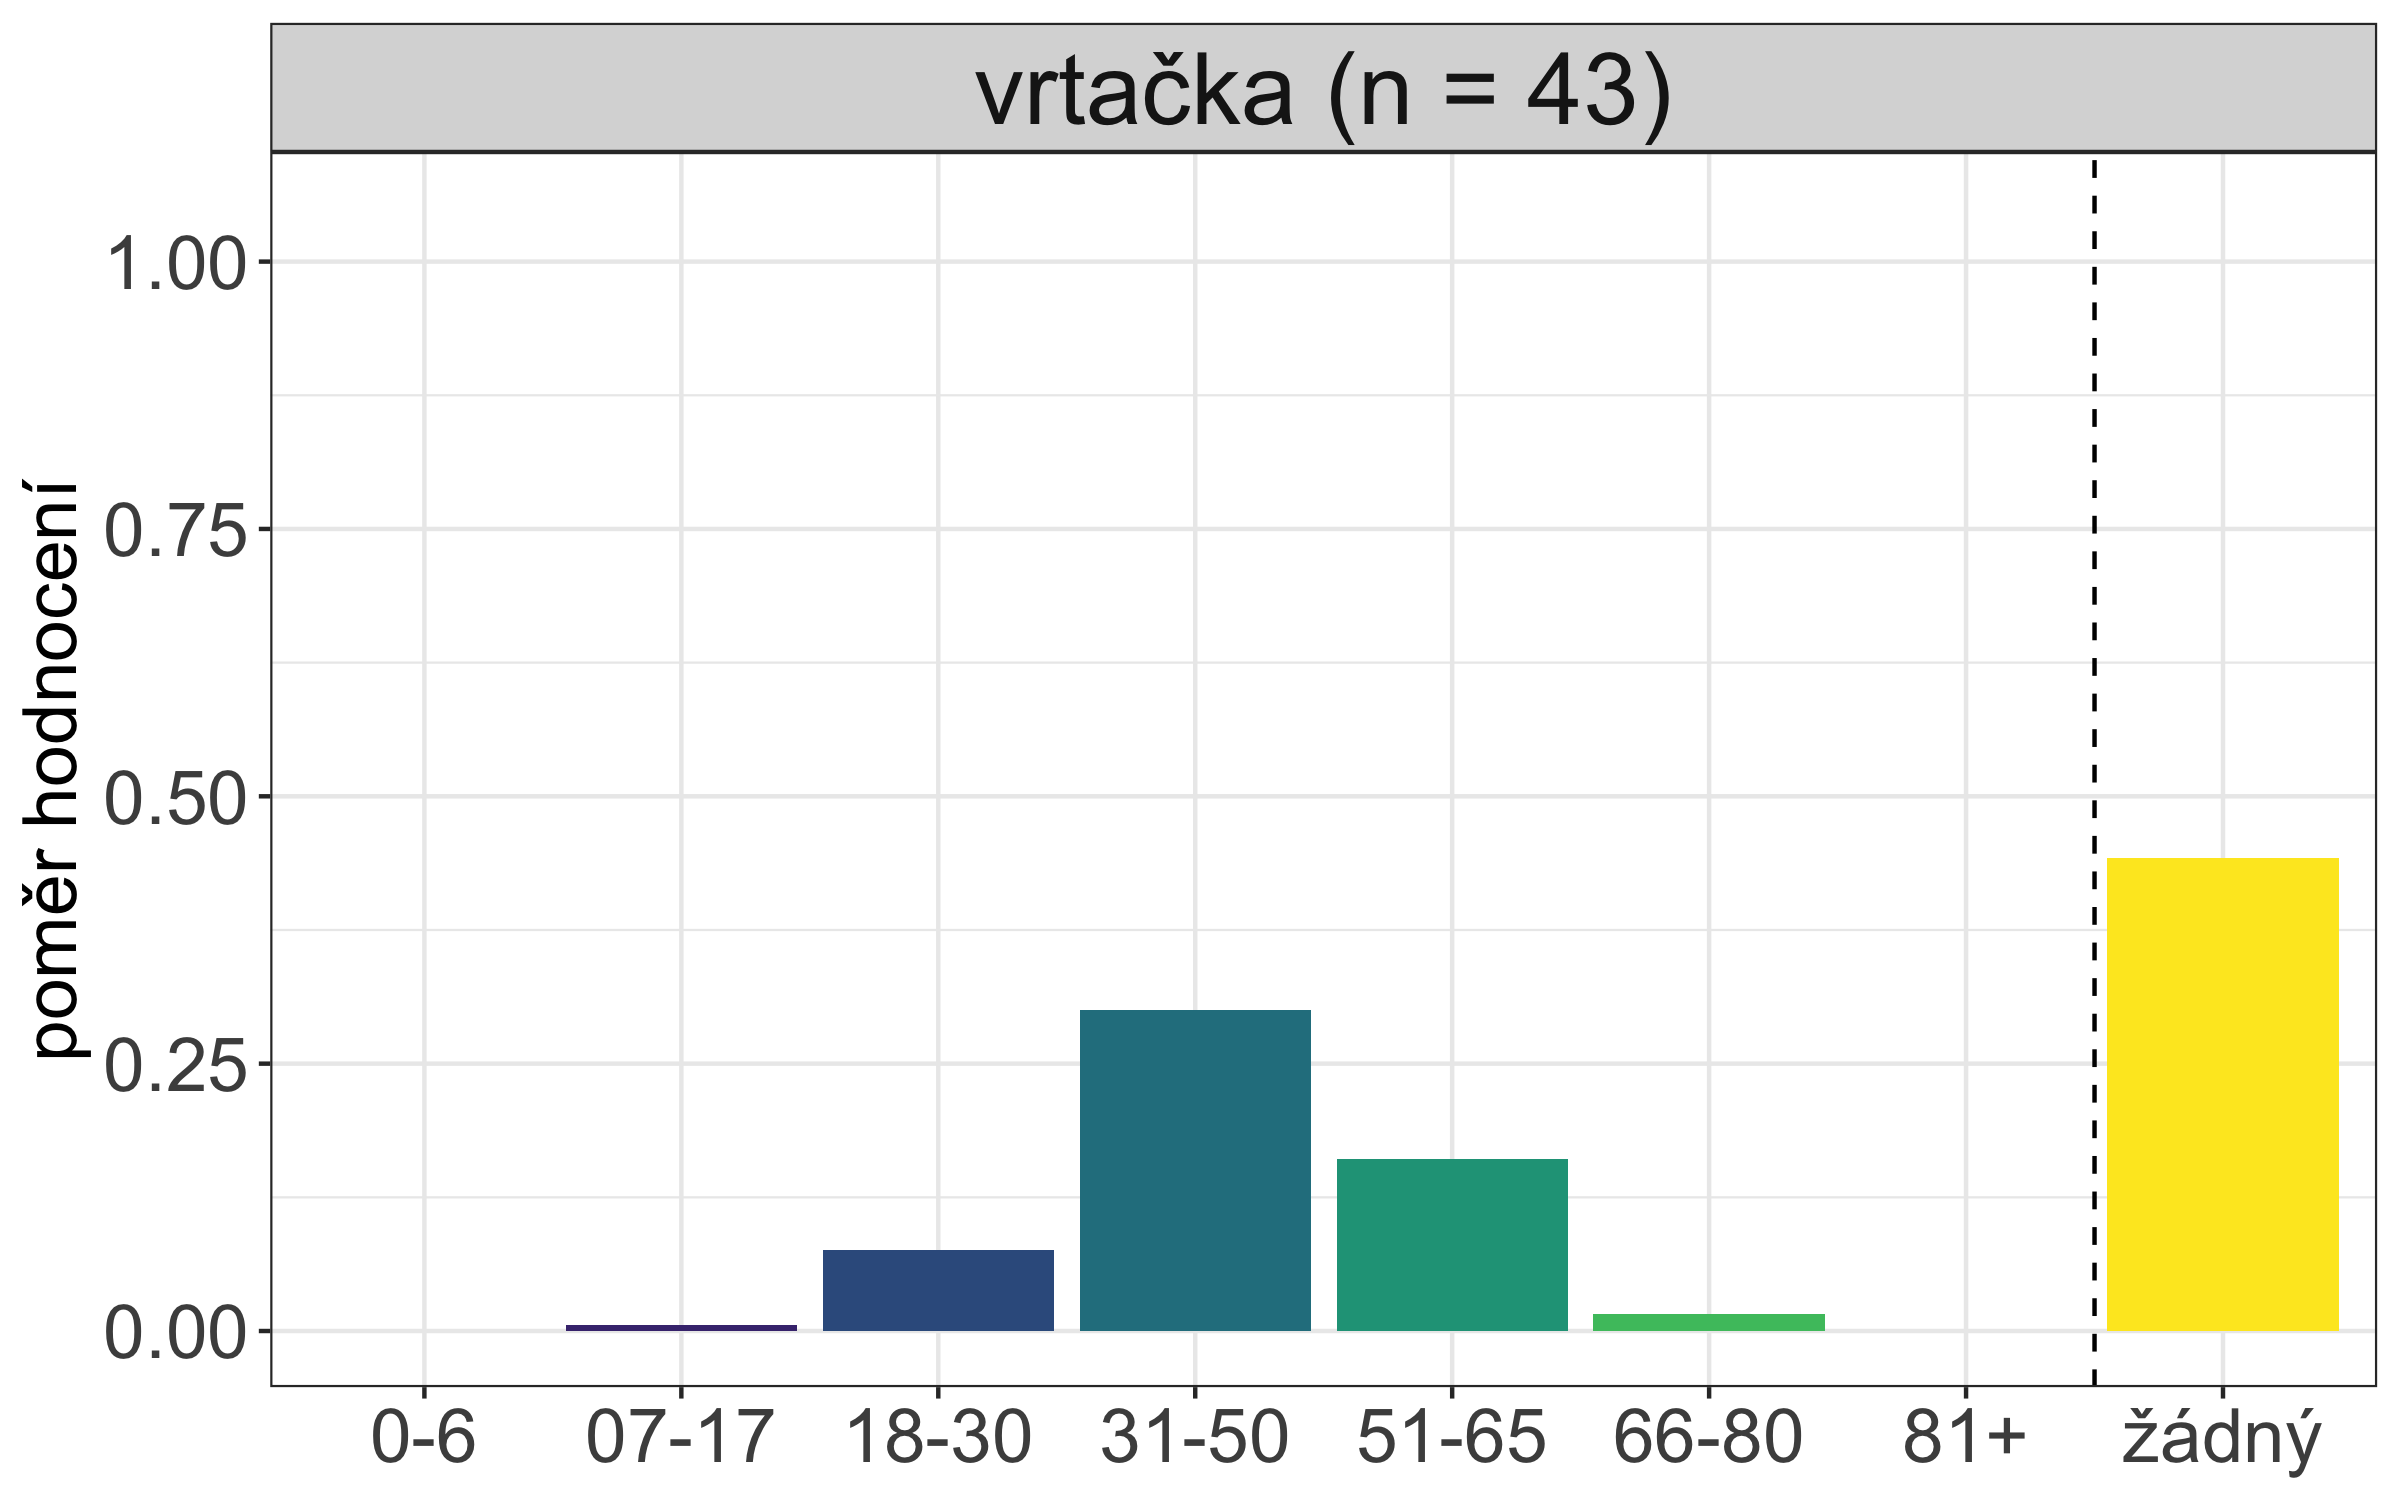 vrtačka (n = 43)
poměr hodnocení
1.00
0.75
0.50
0.25
0.00
0-6 07-17 18-30 31-50 51-65 66-80 81+ žádný